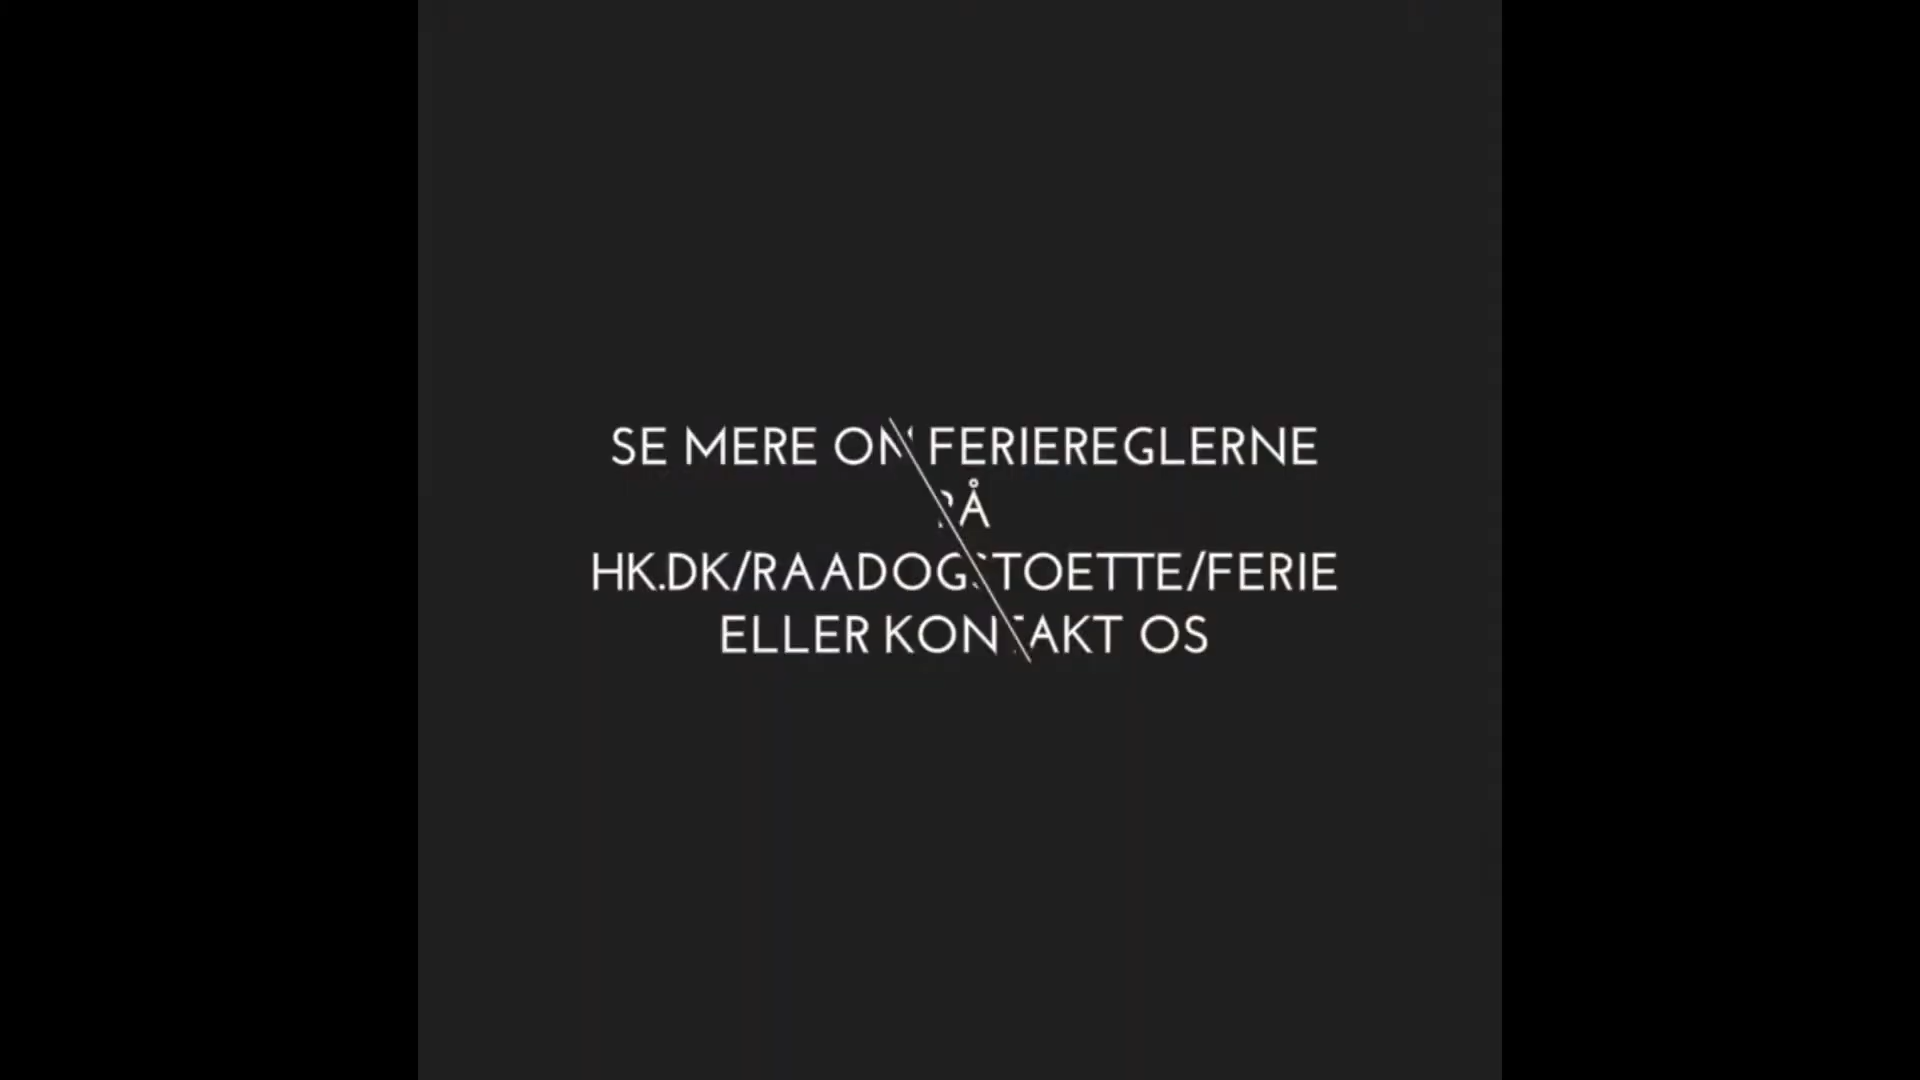 SE MERE OM FERIEREGLERNE
PÅ
HK.DK/RAADOGSTOETTE/FERIE
ELLER KONTAKT OS